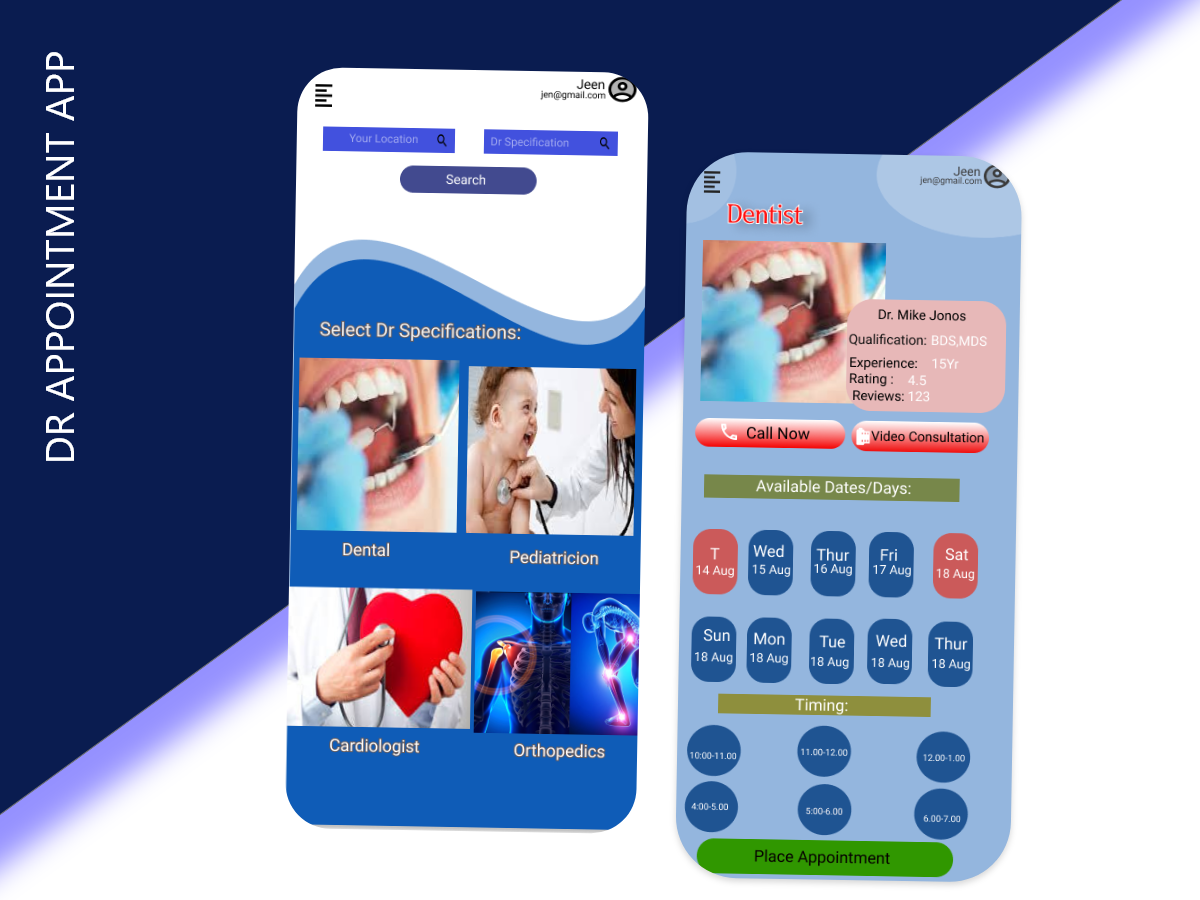 DR APPOINTMENT APP
Jeen
jen@gmail.com
Your Location
Dr Specification
Search
Select Dr Specifications:
Dental
Pediatricion
Cardiologist
Orthopedics
Jeen
jen@gmail.com
Dentist
Dr. Mike Jonos
Qualification: BDS,MDS
Experience: 15Yr
Rating : 4.5
Reviews: 123
Call Now
Video Consultation
Available Dates/Days:
T
14 Aug
Wed
15 Aug
Thur
16 Aug
Fri
17 Aug
Sat
18 Aug
Sun
18 Aug
Mon
18 Aug
Tue
18 Aug
Wed
18 Aug
Thur
18 Aug
Timing:
10:00-11.00
11.00-12.00
12.00-1.00
4:00-5.00
5:00-6.00
6.00-7.00
Place Appointment